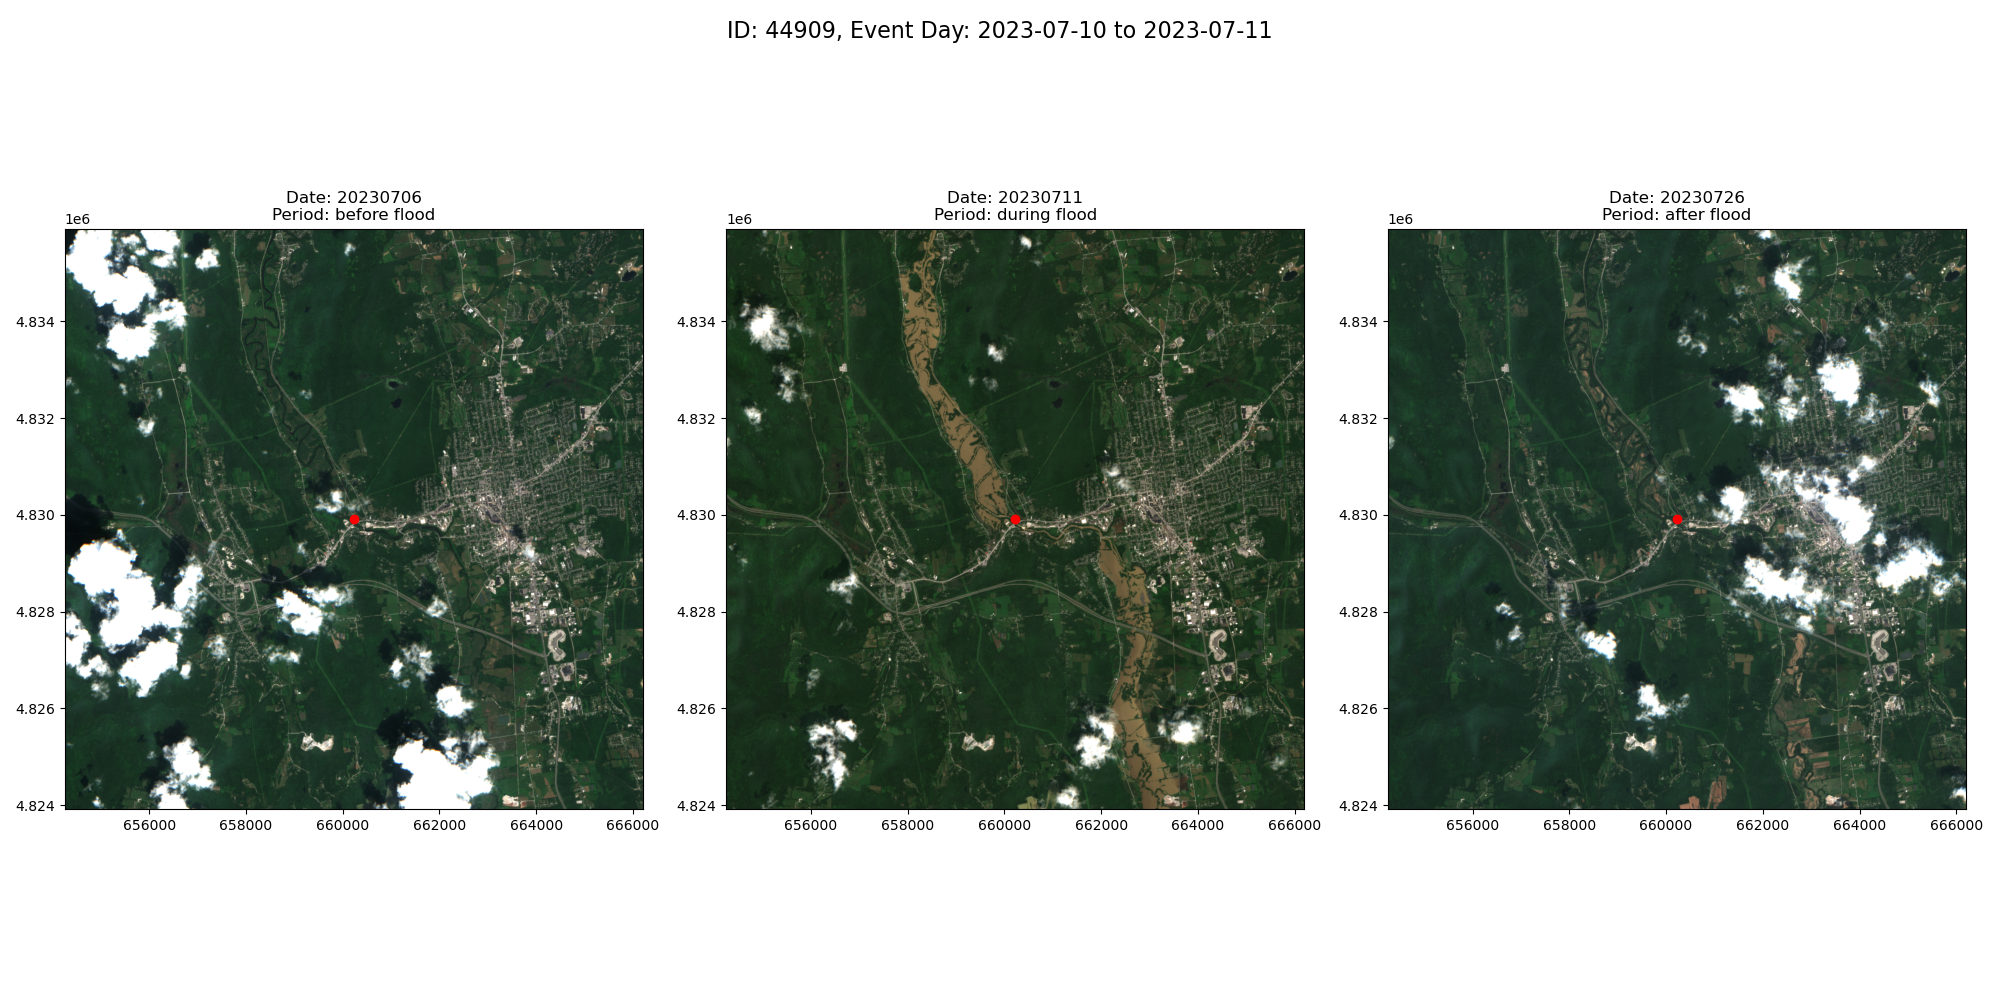 ID: 44909, Event Day: 2023-07-10 to 2023-07-11
Date: 20230706
Period: before flood
1e6
4.834
4.832
4.830
4.828
4.826
4.824
656000 658000 660000 662000 664000 666000
Date: 20230711
Period: during flood
1e6
4.834
4.832
4.830
4.828
4.826
4.824
656000 658000 660000 662000 664000 666000
Date: 20230726
Period: after flood
1e6
4.834
4.832
4.830
4.828
4.826
4.824
656000 658000 660000 662000 664000 666000